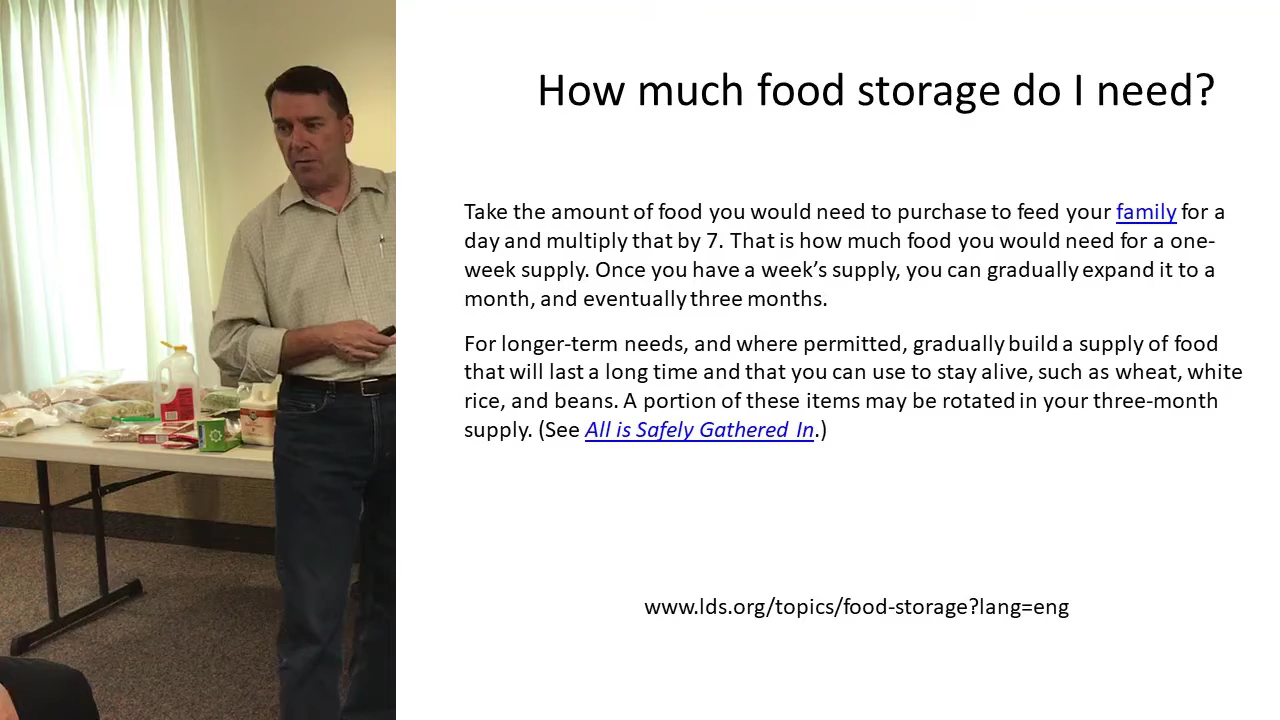 How much food storage do I need?
Take the amount of food you would need to purchase to feed your family for a
day and multiply that by 7. That is how much food you would need for a one-
week supply. Once you have a week’s supply, you can gradually expand it to a
month, and eventually three months.
For longer-term needs, and where permitted, gradually build a supply of food
that will last a long time and that you can use to stay alive, such as wheat, white
rice, and beans. A portion of these items may be rotated in your three-month
supply. (See All is Safely Gathered In.)
www.lds.org/topics/food-storage?lang=eng